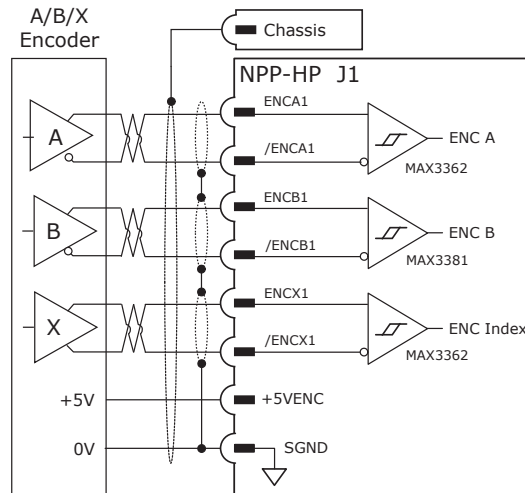 A/B/X
Encoder
Chassis
NPP-HP J1
A
ENCA1
/ENCA1
ENC A
MAX3362
B
ENCB1
/ENCB1
ENC B
MAX3381
X
ENCX1
/ENCX1
ENC Index
MAX3362
+5V
+5VENC
0V
SGND